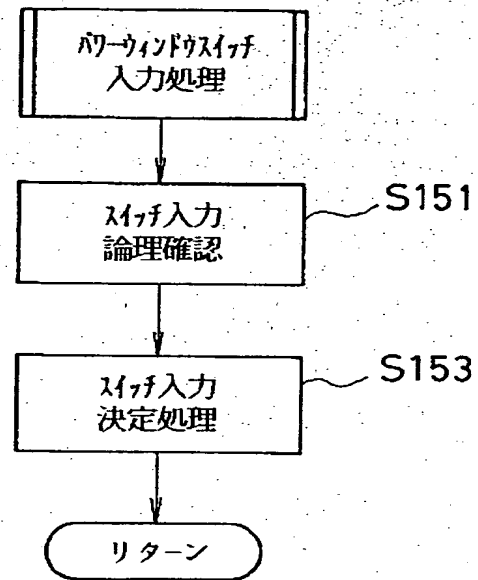 パワーウィンドウスイッチ
入力処理
スイッチ入力
論理確認
S151
スイッチ入力
決定処理
S153
リターン